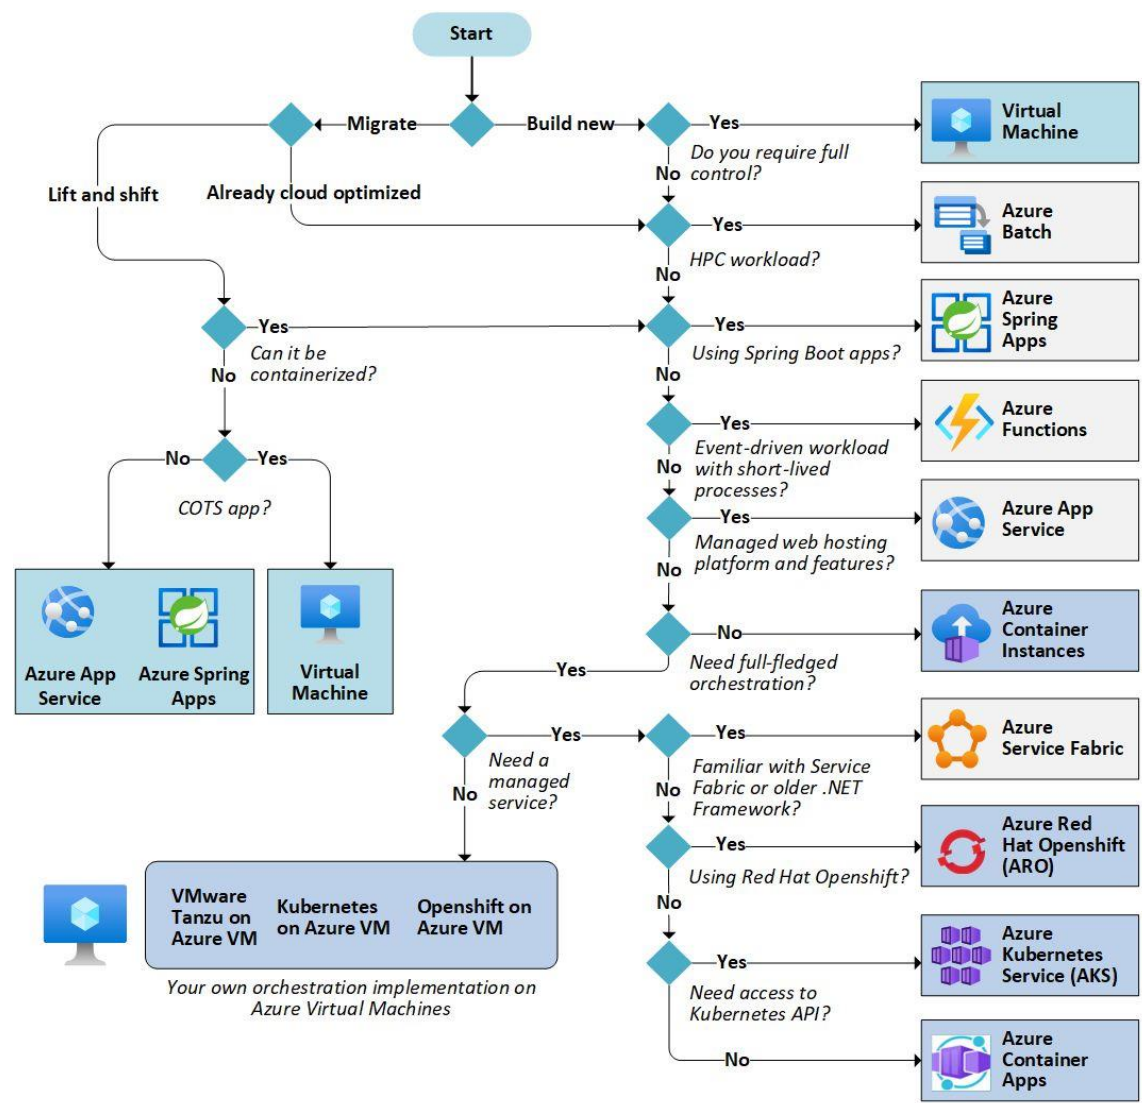 Start
Migrate
Build new
Yes
Virtual
Machine
Do you require full
control?
No
Lift and shift
Already cloud optimized
Yes
Azure
Batch
HPC workload?
No
Yes
Can it be
containerized?
No
Yes
Azure
Spring
Apps
Using Spring Boot apps?
No
Yes
Azure
Functions
Event-driven workload
with short-lived
processes?
No
No
Yes
COTS app?
Yes
Azure App
Service
Managed web hosting
platform and features?
No
Azure App
Service
Azure Spring
Apps
Virtual
Machine
No
Azure
Container
Instances
Need full-fledged
orchestration?
Yes
Yes
Need a
managed
service?
No
Yes
Azure
Service Fabric
Familiar with Service
Fabric or older .NET
Framework?
No
Yes
Azure Red
Hat Openshift
(ARO)
Using Red Hat Openshift?
No
VMware
Tanzu on
Azure VM
Kubernetes
on Azure VM
Openshift on
Azure VM
Your own orchestration implementation on
Azure Virtual Machines
Yes
Azure
Kubernetes
Service (AKS)
Need access to
Kubernetes API?
No
Azure
Container
Apps